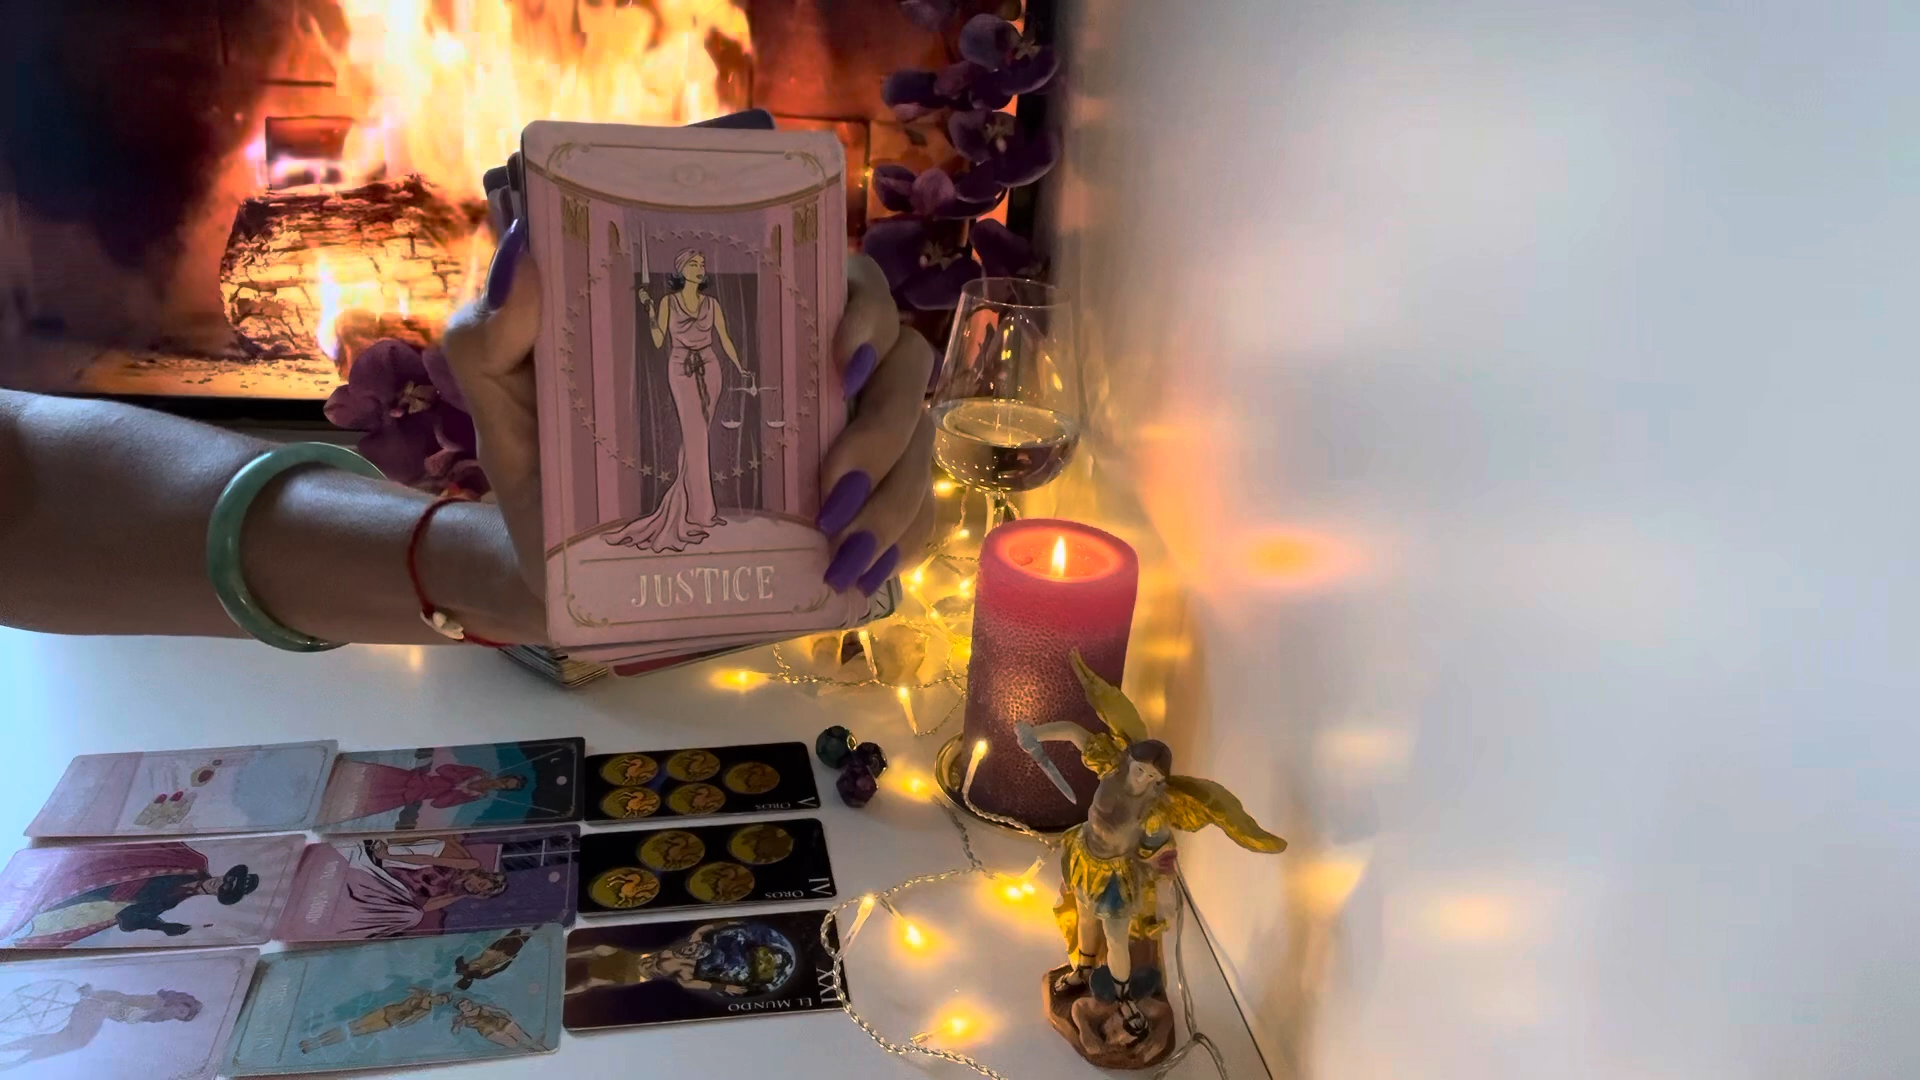 JUSTICE
V
OROS
IV
OROS
XXI
EL MUNDO